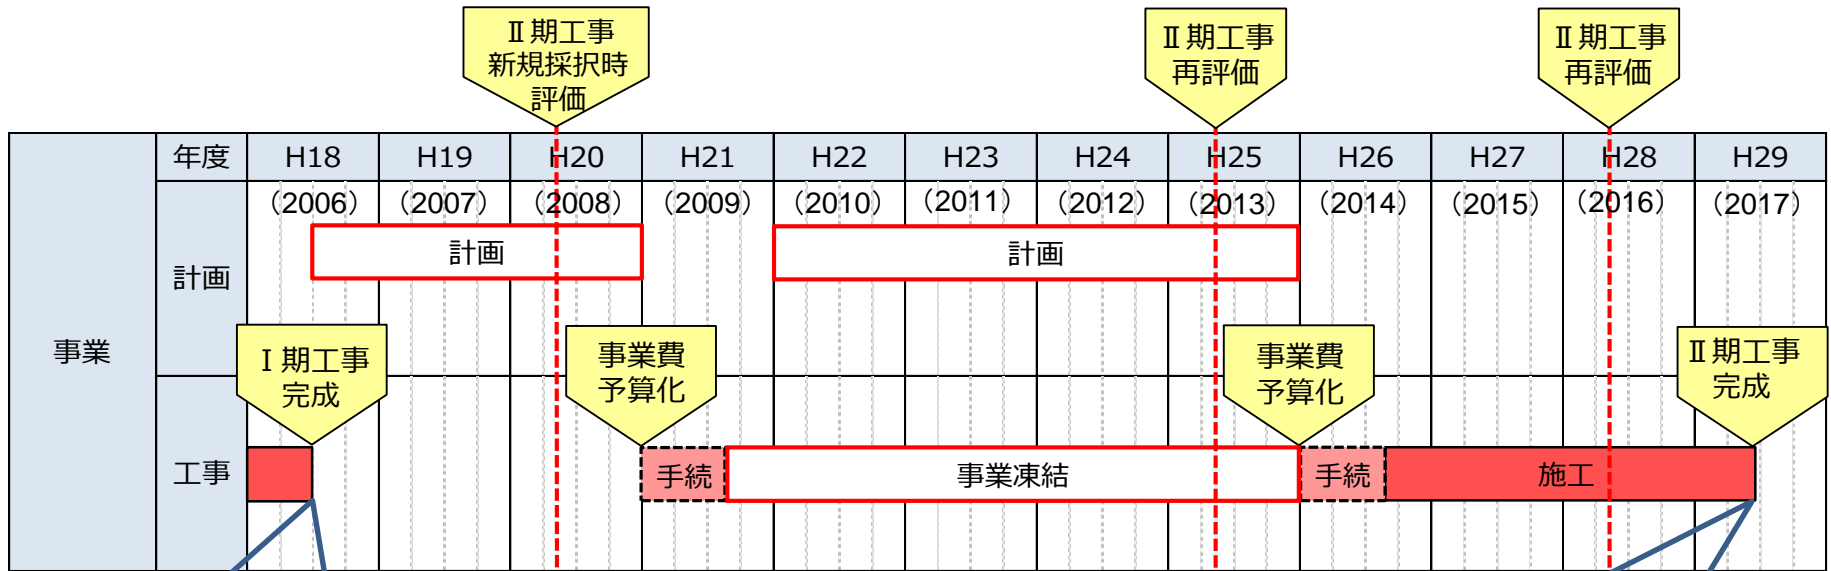 Ⅱ期工事
新規採択時
評価
Ⅱ期工事
再評価
Ⅱ期工事
再評価
年度 H18 H19 H20 H21 H22 H23 H24 H25 H26 H27 H28 H29
(2006) (2007) (2008) (2009) (2010) (2011) (2012) (2013) (2014) (2015) (2016) (2017)
事業
計画
計画
計画
Ⅰ期工事
完成
事業費
予算化
事業費
予算化
Ⅱ期工事
完成
工事
手続
事業凍結
手続
施工